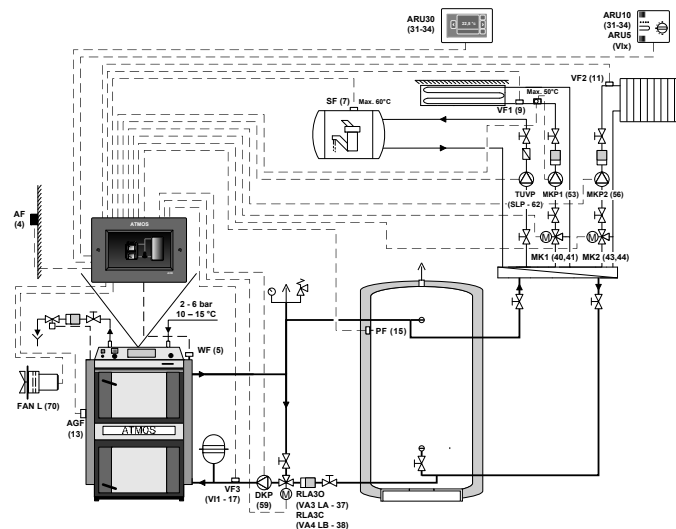 ARU30
(31-34)
22,5 °c
ARU10
(31-34)
ARU5
(VIx)
VF2 (11)
SF (7)
Max. 60°C
Max. 50°C
VF1 (9)
TUVP
(SLP - 62)
MKP1 (53)
MKP2 (56)
M
M
MK1 (40,41)
MK2 (43,44)
AF
(4)
ATMOS
2 - 6 bar
10 – 15 °C
WF (5)
PF (15)
FAN L (70)
AGF
(13)
ATMOS
VF3
(VI1 - 17)
DKP
(59)
M
RLA3O
(VA3 LA - 37)
RLA3C
(VA4 LB - 38)